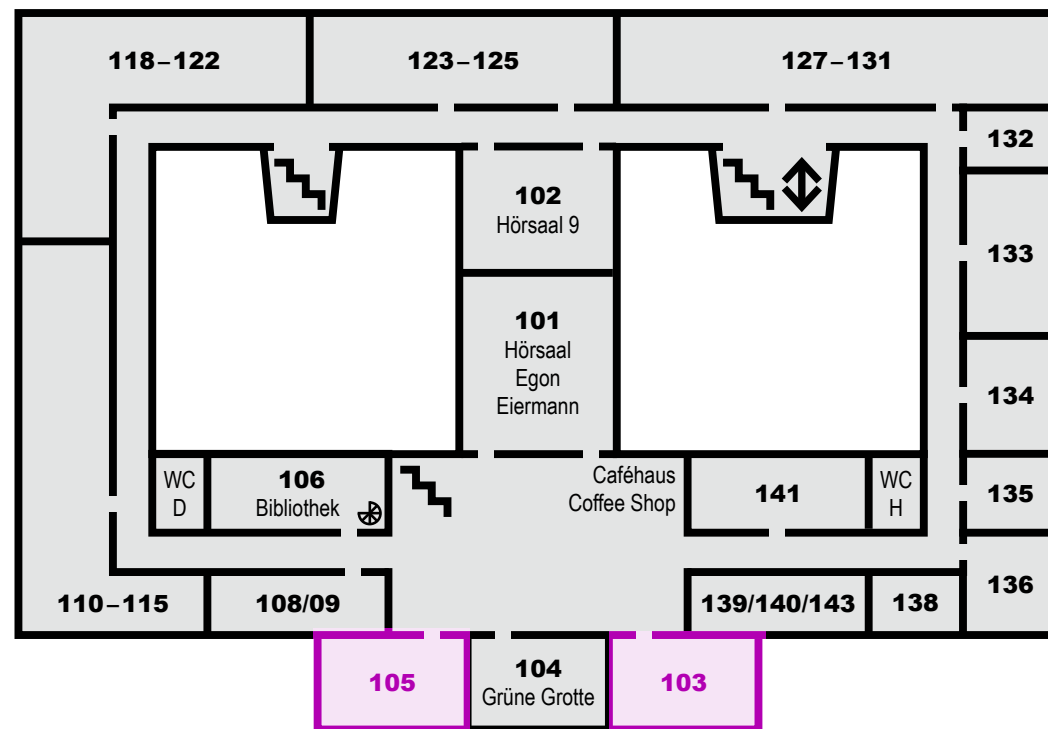 118–122
123–125
127–131
132
102
Hörsaal 9
133
101
Hörsaal
Egon
Eiermann
134
WC
D
106
Bibliothek
Caféhaus
Coffee Shop
141
WC
H
135
110–115
108/09
139/140/143
138
136
105
104
Grüne Grotte
103